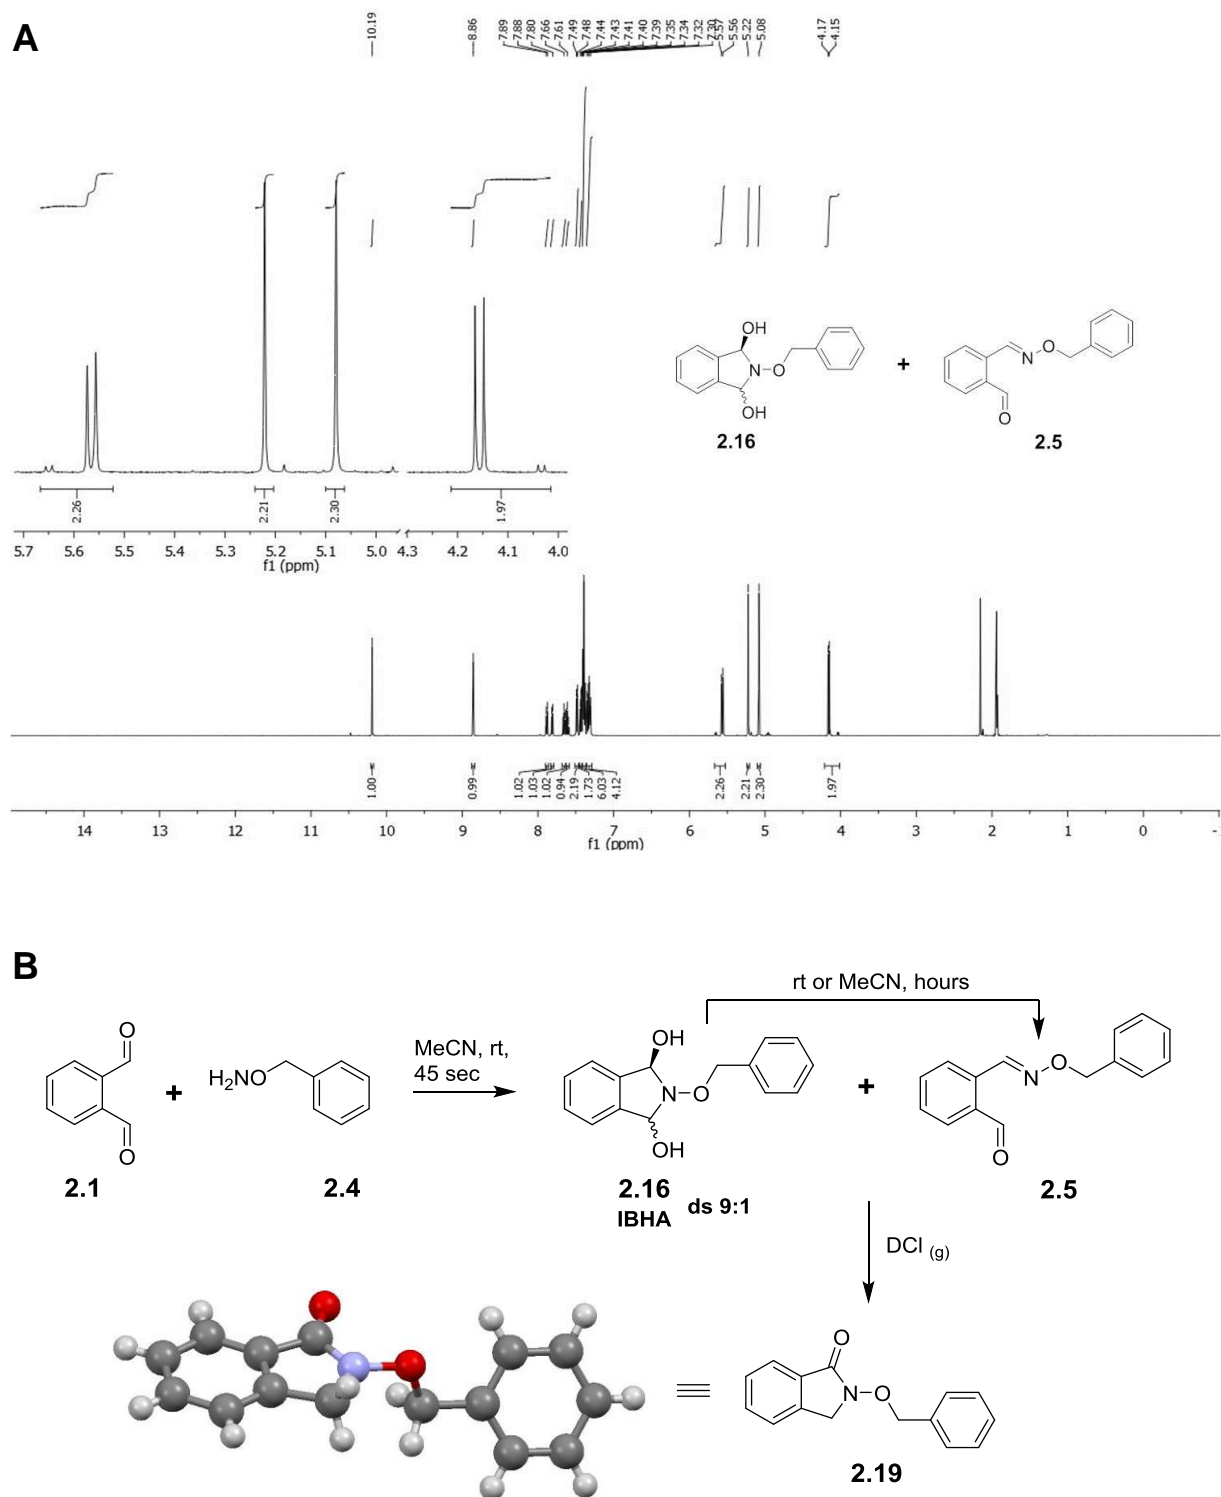 A
10.19
8.86
7.89
7.88
7.80
7.66
7.61
7.49
7.48
7.44
7.43
7.41
7.40
7.39
7.35
7.34
7.32
7.30
5.57
5.56
5.22
5.08
4.17
4.15
OH
N
O
OH
2.16
+
O
N
O
2.5
2.26
2.21
2.30
1.97
5.7 5.6 5.5 5.4 5.3 5.2 5.1 5.0 4.3 4.2 4.1 4.0
f1 (ppm)
1.00
0.99
1.02
1.03
1.02
0.94
2.19
1.73
6.03
4.12
2.26
2.21
2.30
1.97
14 13 12 11 10 9 8 7 6 5 4 3 2 1 0 -1
f1 (ppm)
B
rt or MeCN, hours
O
O
2.1
+
H2NO
2.4
MeCN, rt,
45 sec
OH
N
O
OH
2.16
IBHA
ds 9:1
+
O
N
O
2.5
DCl (g)
O
N
O
2.19